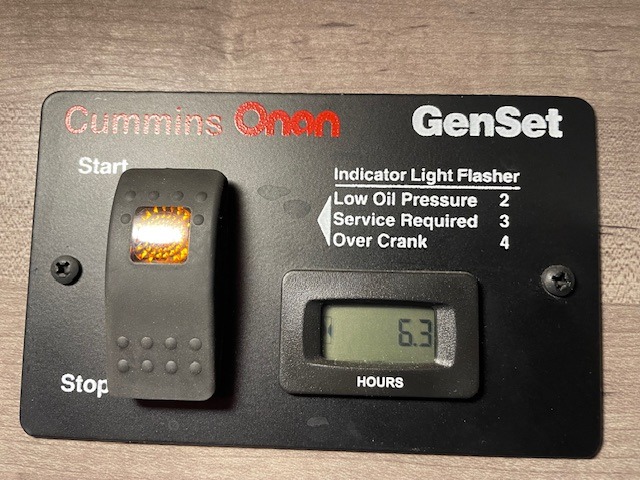 Cummins Onan GenSet
Start
Indicator Light Flasher
Low Oil Pressure 2
Service Required 3
Over Crank 4
6.3
HOURS
Stop